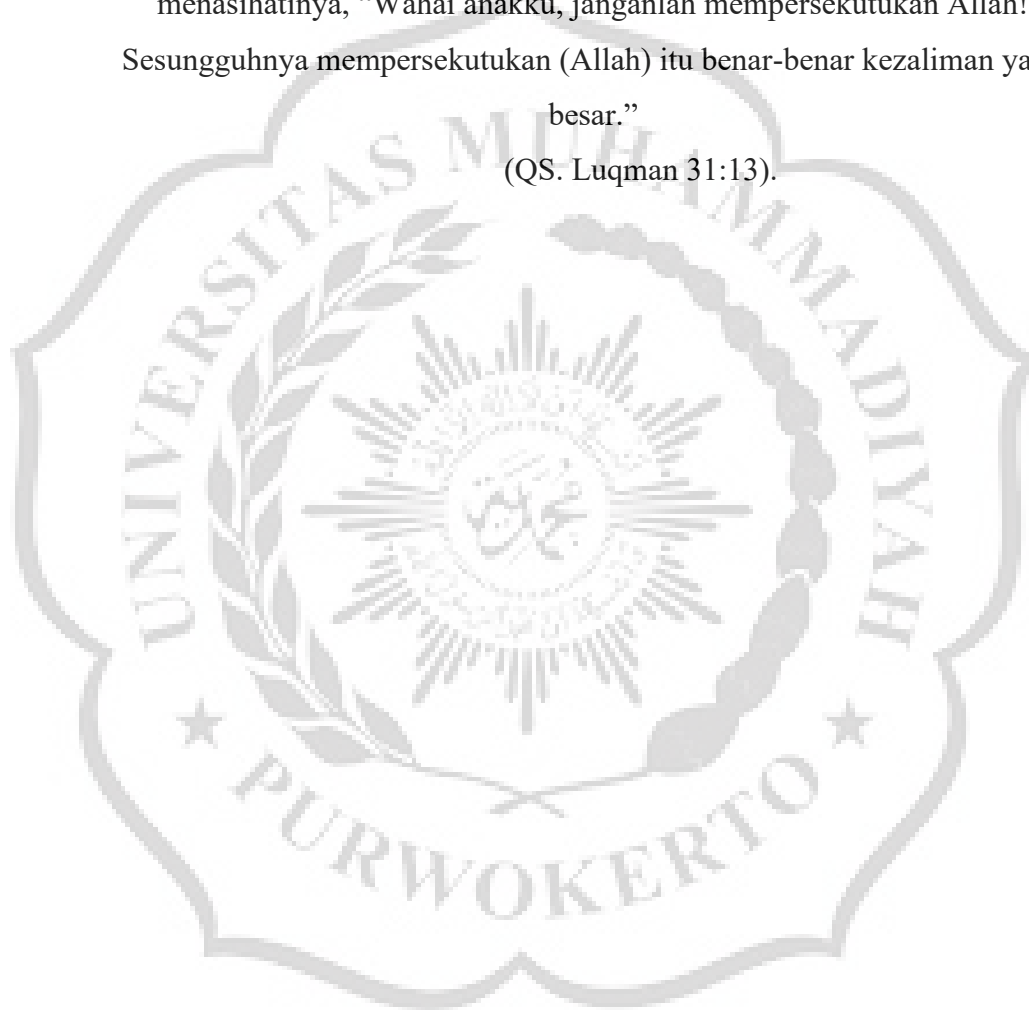 menasihatinya, “Wahai anakku, janganlah mempersekutukan Allah!
Sesungguhnya mempersekutukan (Allah) itu benar-benar kezaliman ya
besar.”
(QS. Luqman 31:13).
UNIVERSITAS MUHAMMADIYAH
PURWOKERTO